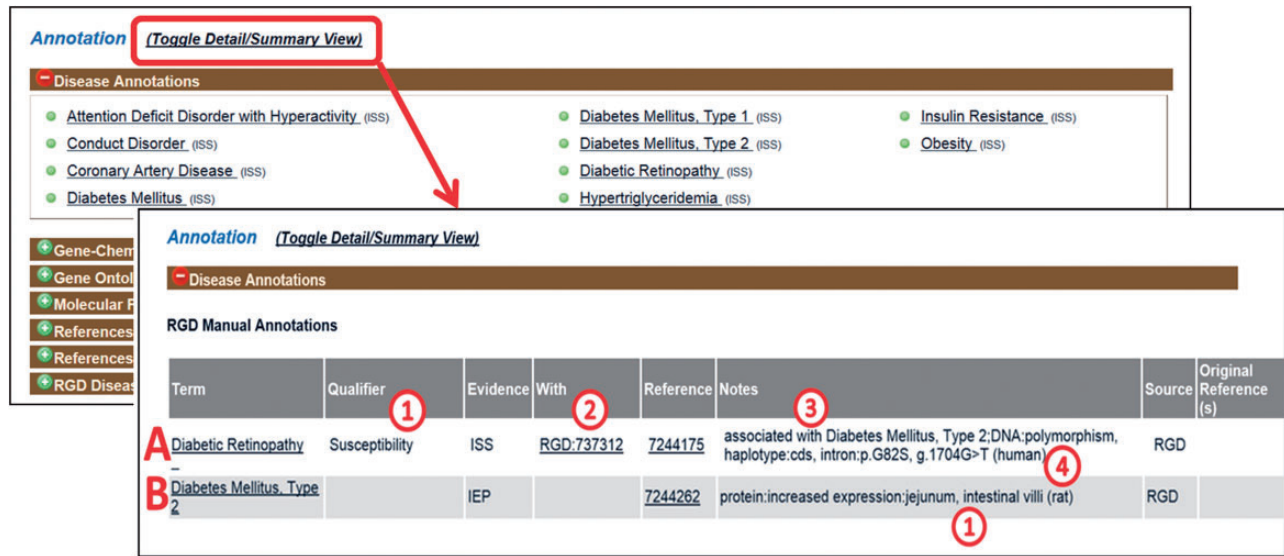 Annotation (Toggle Detail/Summary View)
Disease Annotations
Attention Deficit Disorder with Hyperactivity (ISS)
Conduct Disorder (ISS)
Coronary Artery Disease (ISS)
Diabetes Mellitus (ISS)
Diabetes Mellitus, Type 1 (ISS)
Diabetes Mellitus, Type 2 (ISS)
Diabetic Retinopathy (ISS)
Hypertriglyceridemia (ISS)
Insulin Resistance (ISS)
Obesity (ISS)
Gene-Chem
Gene Ontol
Molecular P
References
References
RGD Diseas
Annotation (Toggle Detail/Summary View)
Disease Annotations
RGD Manual Annotations
Term Qualifier Evidence With Reference Notes Source Original Reference (s)
1 2 3
A Diabetic Retinopathy Susceptibility ISS RGD:737312 7244175 associated with Diabetes Mellitus, Type 2;DNA:polymorphism,
haplotype:cds, intron:p.G82S, g.1704G>T (human) RGD
4
B Diabetes Mellitus, Type
2 IEP 7244262 protein:increased expression:jejunum, intestinal villi (rat) RGD
1